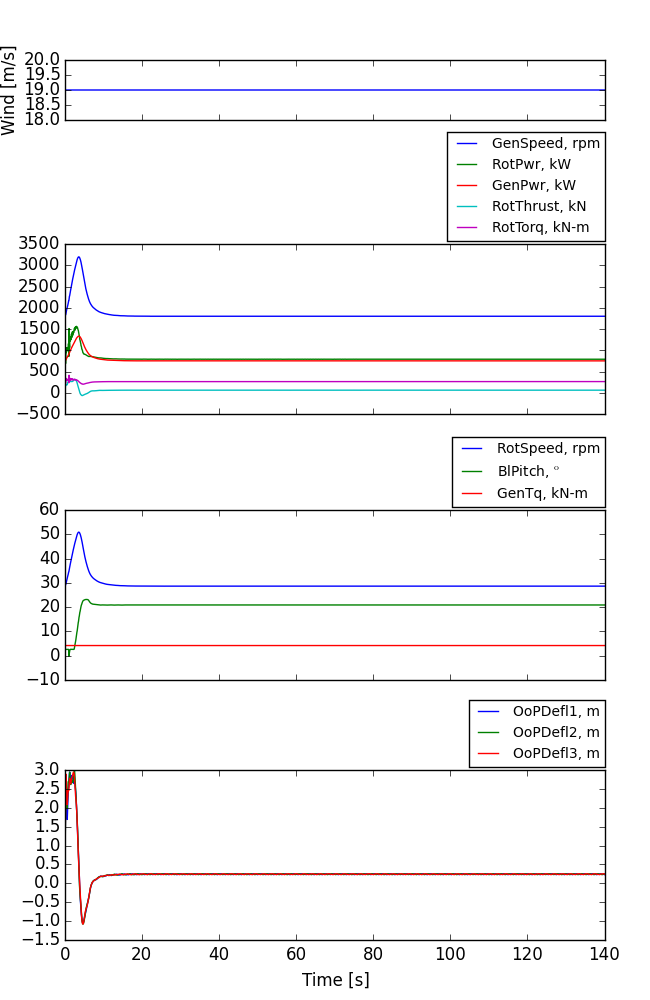 Wind [m/s]
20.0
19.5
19.0
18.5
18.0
GenSpeed, rpm
RotPwr, kW
GenPwr, kW
RotThrust, kN
RotTorq, kN-m
3500
3000
2500
2000
1500
1000
500
0
−500
RotSpeed, rpm
BlPitch, °
GenTq, kN-m
60
50
40
30
20
10
0
−10
OoPDefl1, m
OoPDefl2, m
OoPDefl3, m
3.0
2.5
2.0
1.5
1.0
0.5
0.0
−0.5
−1.0
−1.5
0 20 40 60 80 100 120 140
Time [s]